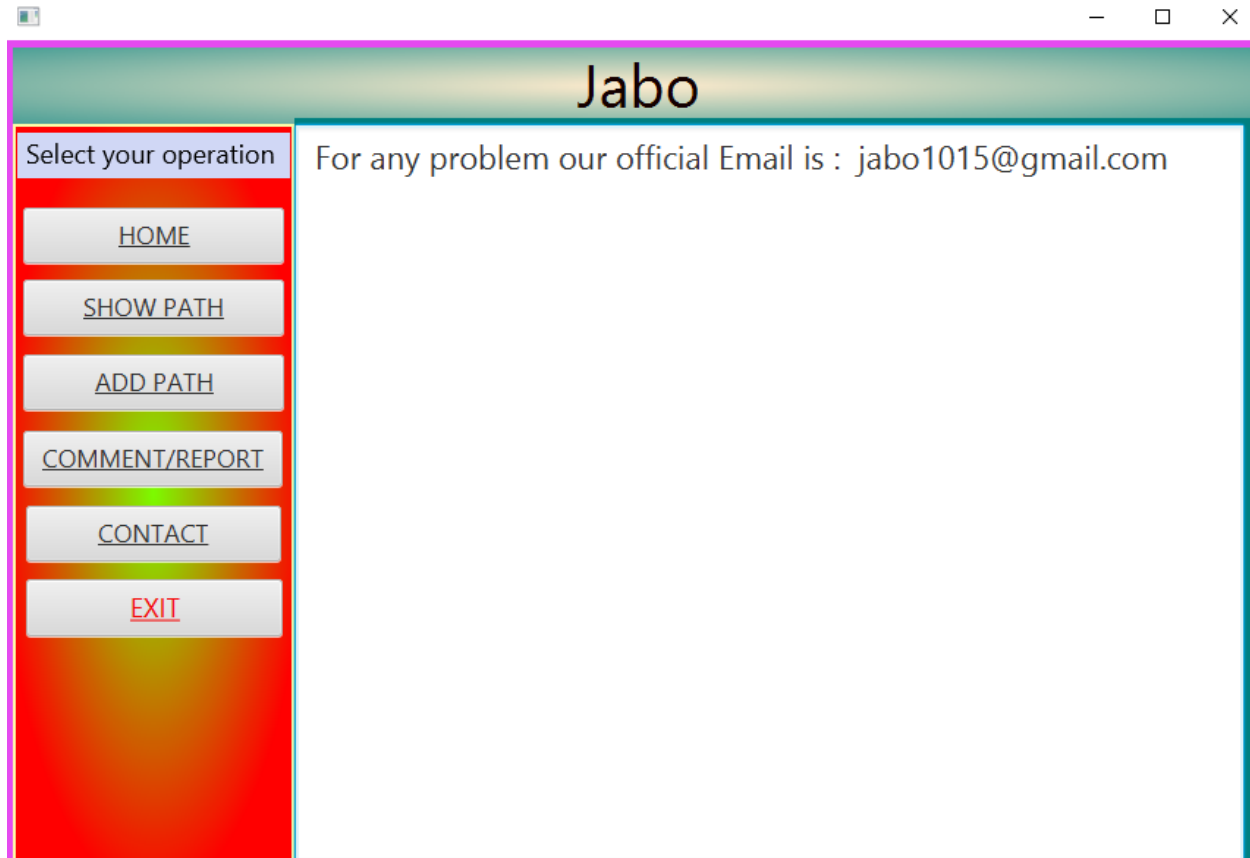 Jabo
Select your operation
For any problem our official Email is : jabo1015@gmail.com
HOME
SHOW PATH
ADD PATH
COMMENT/REPORT
CONTACT
EXIT